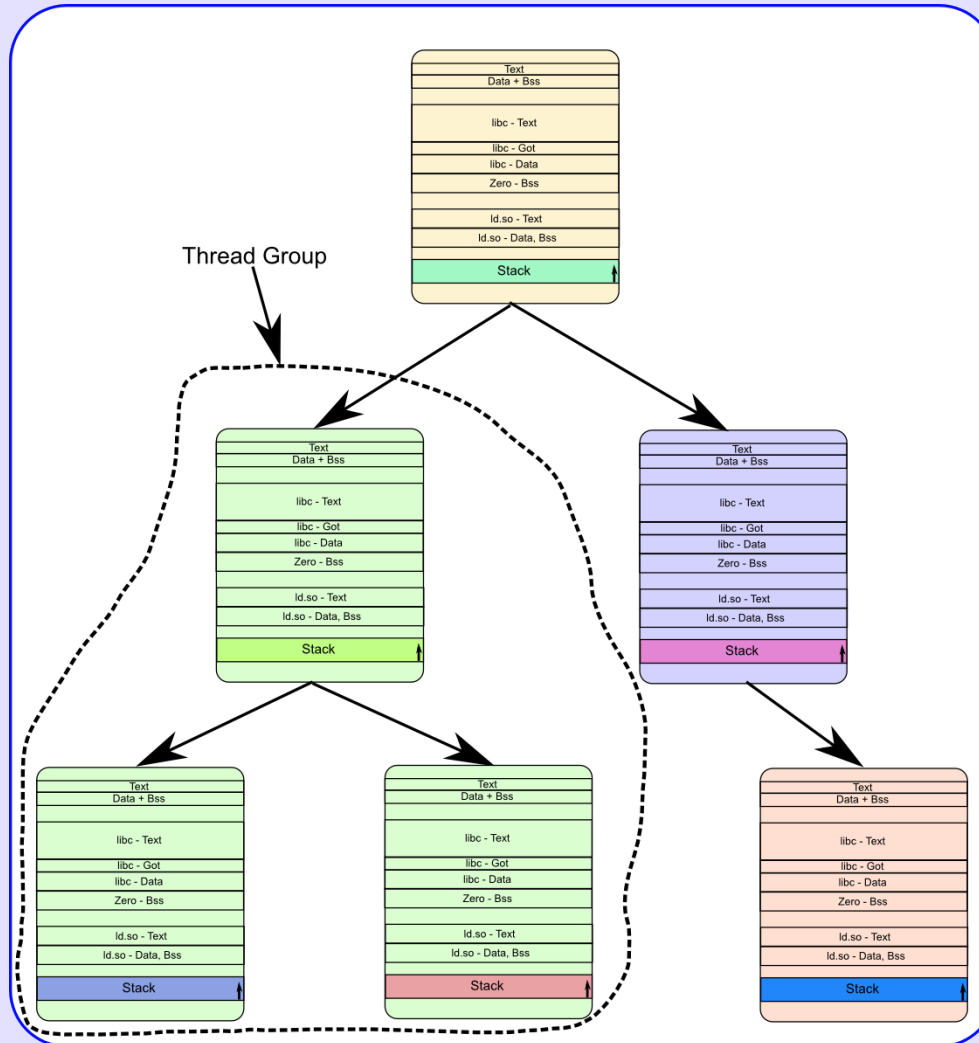 Text
Data + Bss
libc - Text
libc - Got
libc - Data
Zero - Bss
ld.so - Text
ld.so - Data, Bss
Stack
Thread Group
Text
Data + Bss
libc - Text
libc - Got
libc - Data
Zero - Bss
ld.so - Text
ld.so - Data, Bss
Stack
Text
Data + Bss
libc - Text
libc - Got
libc - Data
Zero - Bss
ld.so - Text
ld.so - Data, Bss
Stack
Text
Data + Bss
libc - Text
libc - Got
libc - Data
Zero - Bss
ld.so - Text
ld.so - Data, Bss
Stack
Text
Data + Bss
libc - Text
libc - Got
libc - Data
Zero - Bss
ld.so - Text
ld.so - Data, Bss
Stack
Text
Data + Bss
libc - Text
libc - Got
libc - Data
Zero - Bss
ld.so - Text
ld.so - Data, Bss
Stack